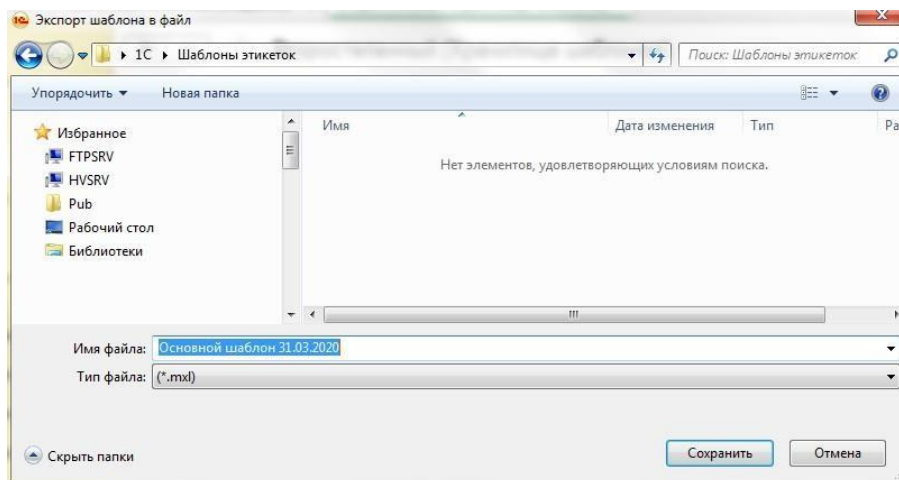 1С Экспорт шаблона в файл
1С Шаблоны этикеток Поиск: Шаблоны этикеток
Упорядочить Новая папка
Избранное
FTPSRV
HVSRV
Pub
Рабочий стол
Библиотеки
Имя Дата изменения Тип Ра
Нет элементов, удовлетворяющих условиям поиска.
Имя файла: Основной шаблон 31.03.2020
Тип файла: (*.mxl)
Скрыть папки Сохранить Отмена